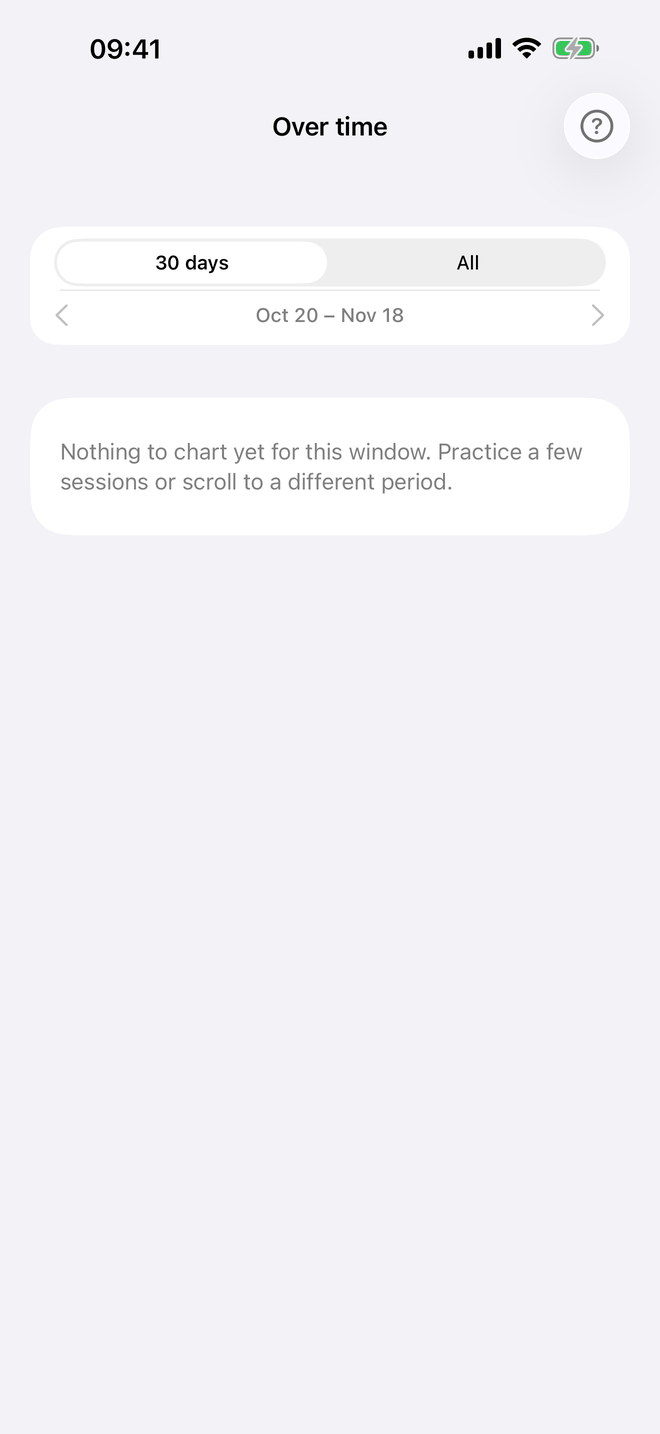 09:41
Over time
30 days
All
Oct 20 – Nov 18
Nothing to chart yet for this window. Practice a few
sessions or scroll to a different period.